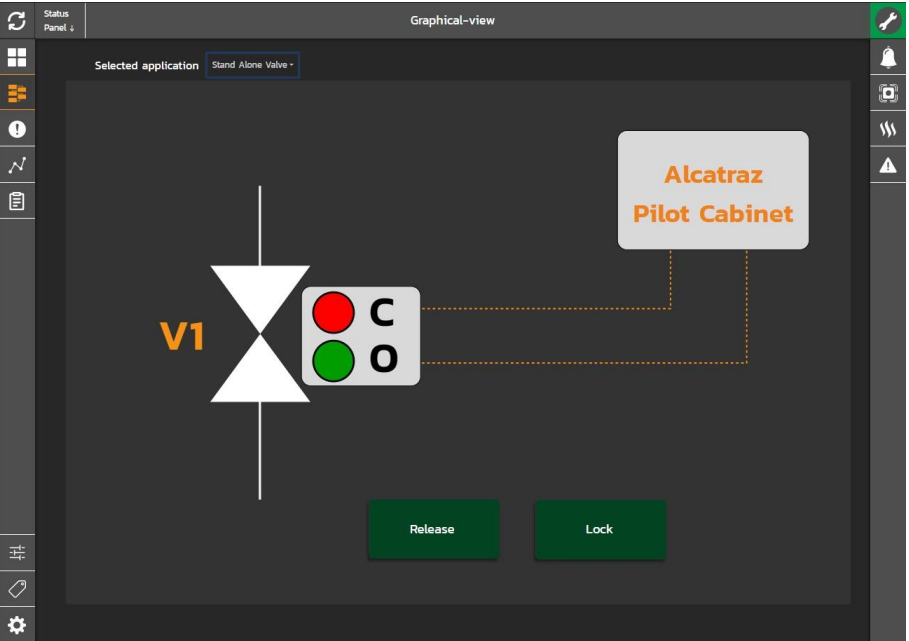 Status
Panel ↓
Graphical-view
Selected application
Stand Alone Valve
Alcatraz
Pilot Cabinet
V1
C
O
Release
Lock